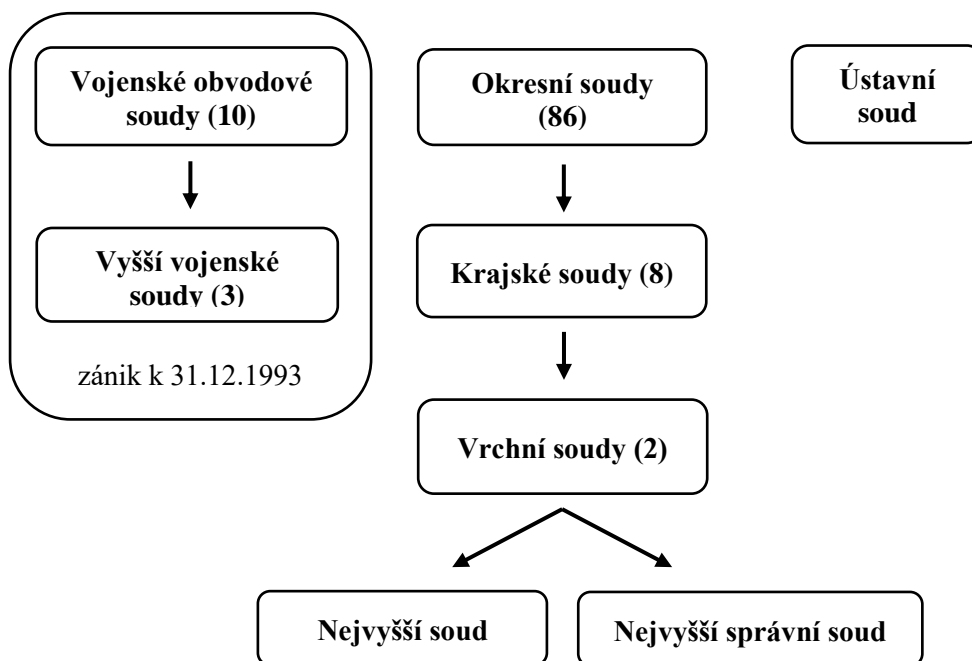 Vojenské obvodové
soudy (10)
Vyšší vojenské
soudy (3)
zánik k 31.12.1993
Okresní soudy
(86)
Krajské soudy (8)
Vrchní soudy (2)
Nejvyšší soud
Nejvyšší správní soud
Ústavní
soud